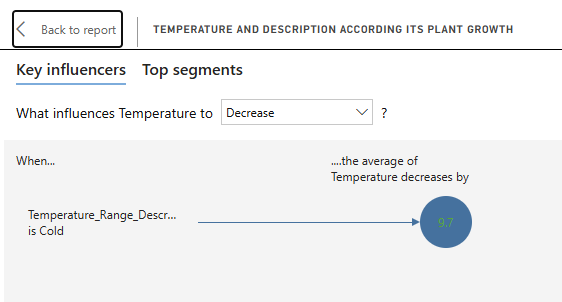 Back to report
TEMPERATURE AND DESCRIPTION ACCORDING ITS PLANT GROWTH
Key influencers Top segments
What influences Temperature to Decrease ?
When...
....the average of
Temperature decreases by
Temperature_Range_Descr...
is Cold
9.7